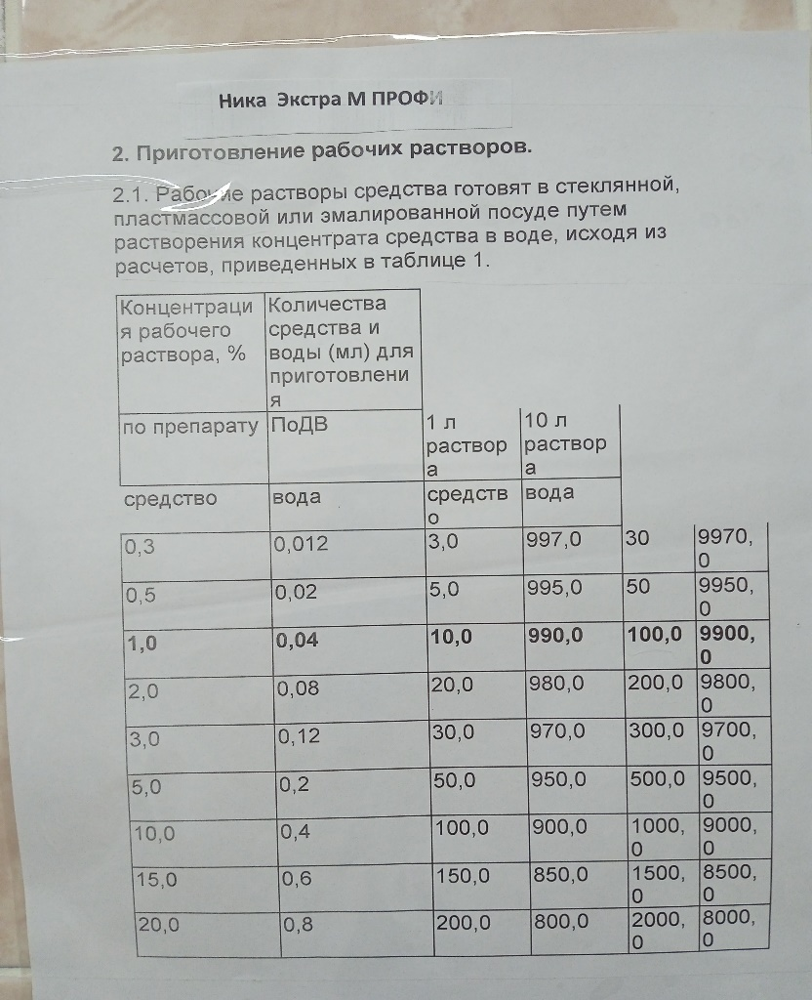 Ника Экстра М ПРОФИ
2. Приготовление рабочих растворов.
2.1. Рабочие растворы средства готовят в стеклянной,
пластмассовой или эмалированной посуде путем
растворения концентрата средства в воде, исходя из
расчетов, приведенных в таблице 1.
Концентраци Количества
я рабочего средства и
раствора, % воды (мл) для
приготовлени
я
по препарату ПоДВ 1 л 10 л
раствор раствор
а а
средство вода средств вода
о
0,3 0,012 3,0 997,0 30 9970,
0
0,5 0,02 5,0 995,0 50 9950,
0
1,0 0,04 10,0 990,0 100,0 9900,
0
2,0 0,08 20,0 980,0 200,0 9800,
0
3,0 0,12 30,0 970,0 300,0 9700,
0
5,0 0,2 50,0 950,0 500,0 9500,
0
10,0 0,4 100,0 900,0 1000, 9000,
0 0
15,0 0,6 150,0 850,0 1500, 8500,
0 0
20,0 0,8 200,0 800,0 2000, 8000,
0 0